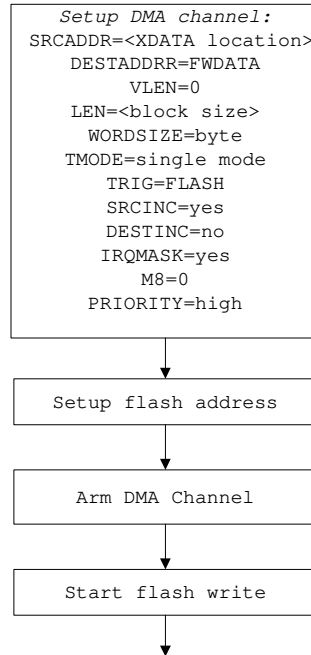 Setup DMA channel:
SRCADDR=<XDATA location>
DESTADDRR=FWDATA
VLEN=0
LEN=<block size>
WORDSIZE=byte
TMODE=single mode
TRIG=FLASH
SRCINC=yes
DESTINC=no
IRQMASK=yes
M8=0
PRIORITY=high
Setup flash address
Arm DMA Channel
Start flash write